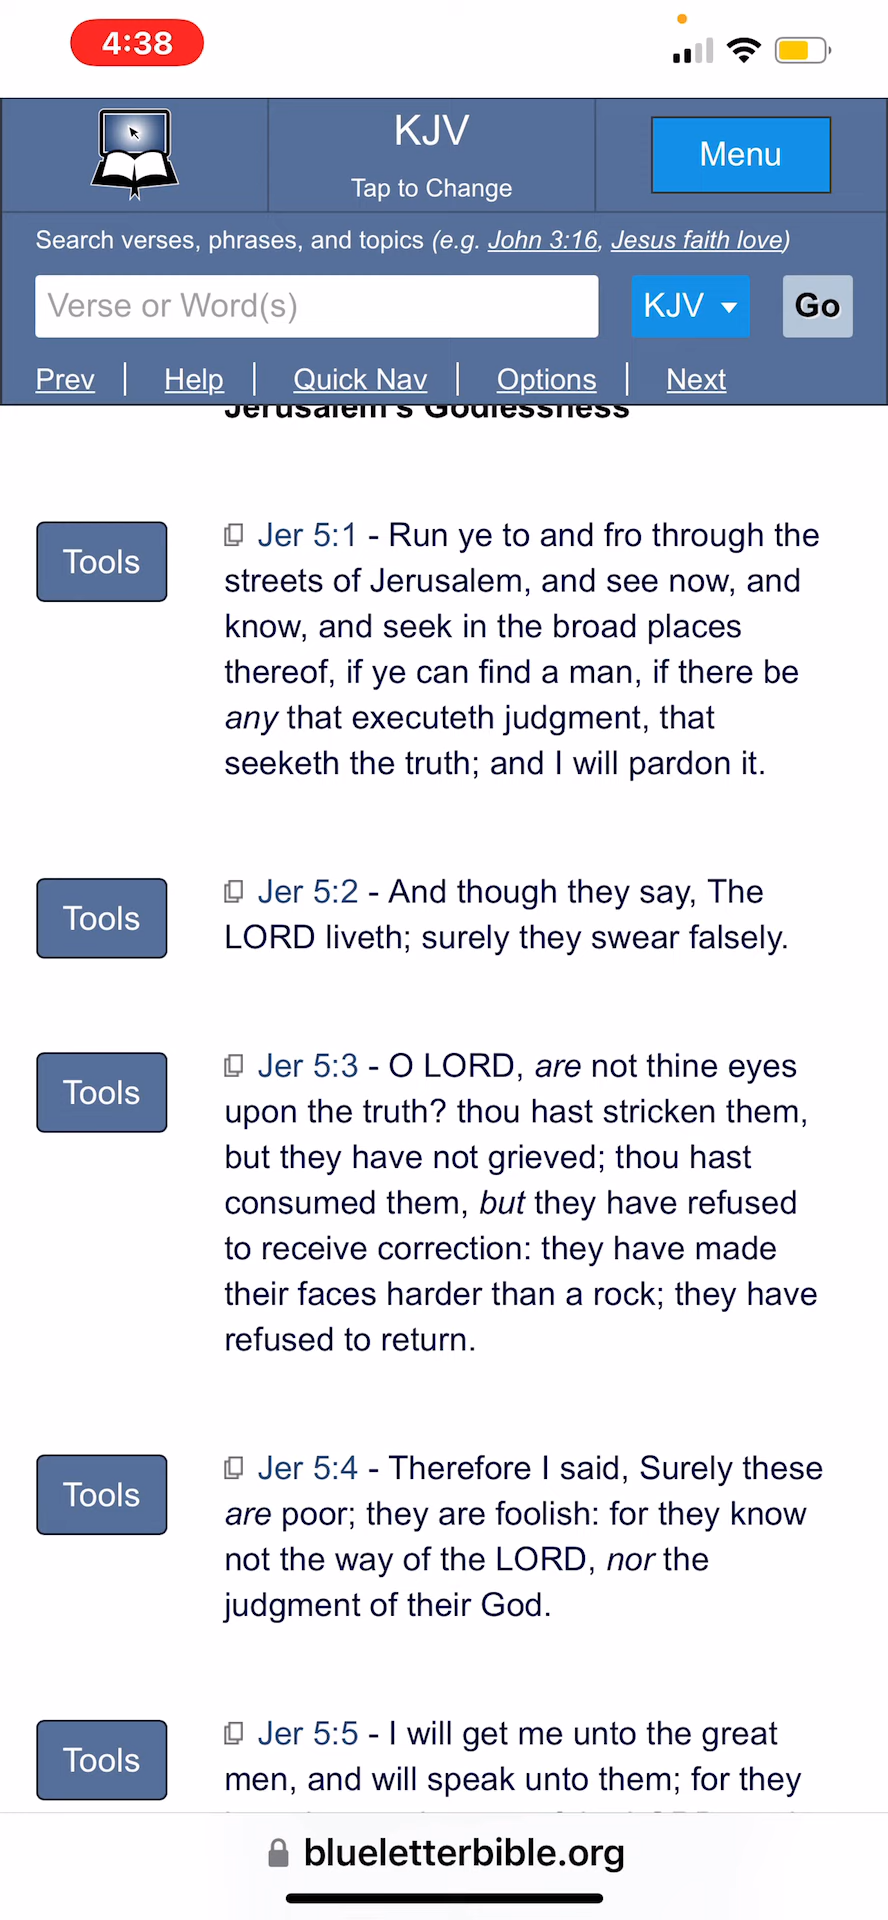 4:38
KJV
Tap to Change
Menu
Search verses, phrases, and topics (e.g. John 3:16, Jesus faith love)
Verse or Word(s)
KJV
Go
Prev | Help | Quick Nav | Options | Next
Jerusalem's Godlessness
Tools
Jer 5:1 - Run ye to and fro through the
streets of Jerusalem, and see now, and
know, and seek in the broad places
thereof, if ye can find a man, if there be
any that executeth judgment, that
seeketh the truth; and I will pardon it.
Tools
Jer 5:2 - And though they say, The
LORD liveth; surely they swear falsely.
Tools
Jer 5:3 - O LORD, are not thine eyes
upon the truth? thou hast stricken them,
but they have not grieved; thou hast
consumed them, but they have refused
to receive correction: they have made
their faces harder than a rock; they have
refused to return.
Tools
Jer 5:4 - Therefore I said, Surely these
are poor; they are foolish: for they know
not the way of the LORD, nor the
judgment of their God.
Tools
Jer 5:5 - I will get me unto the great
men, and will speak unto them; for they
blueletterbible.org